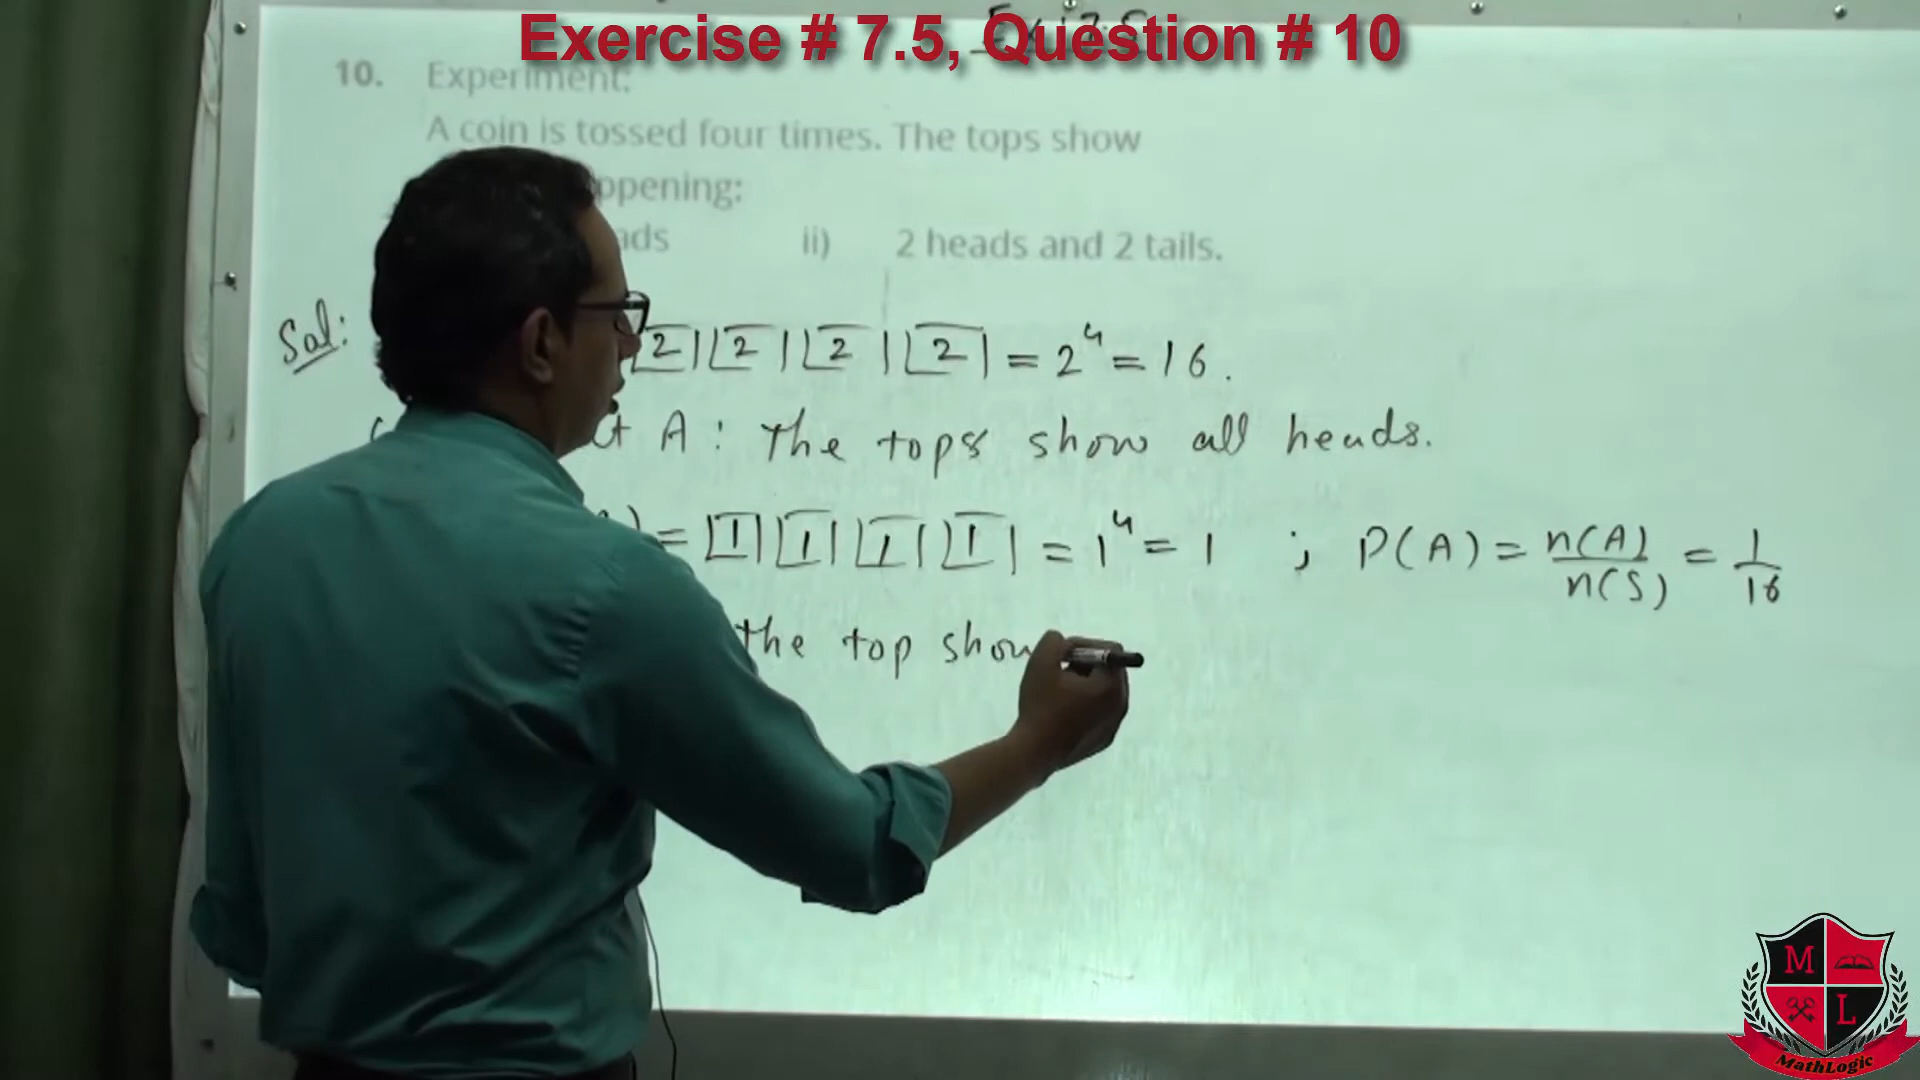 Exercise # 7.5, Question # 10
10. Experiment:
A coin is tossed four times. The tops show
ii) 2 heads and 2 tails.
Sol: 2 2 2 2 = 2⁴ = 16.
A : The tops show all heads.
= 1 1 1 1 = 1⁴ = 1 ; P(A) = n(A)/n(S) = 1/16
the top show
M
L
MathLogic